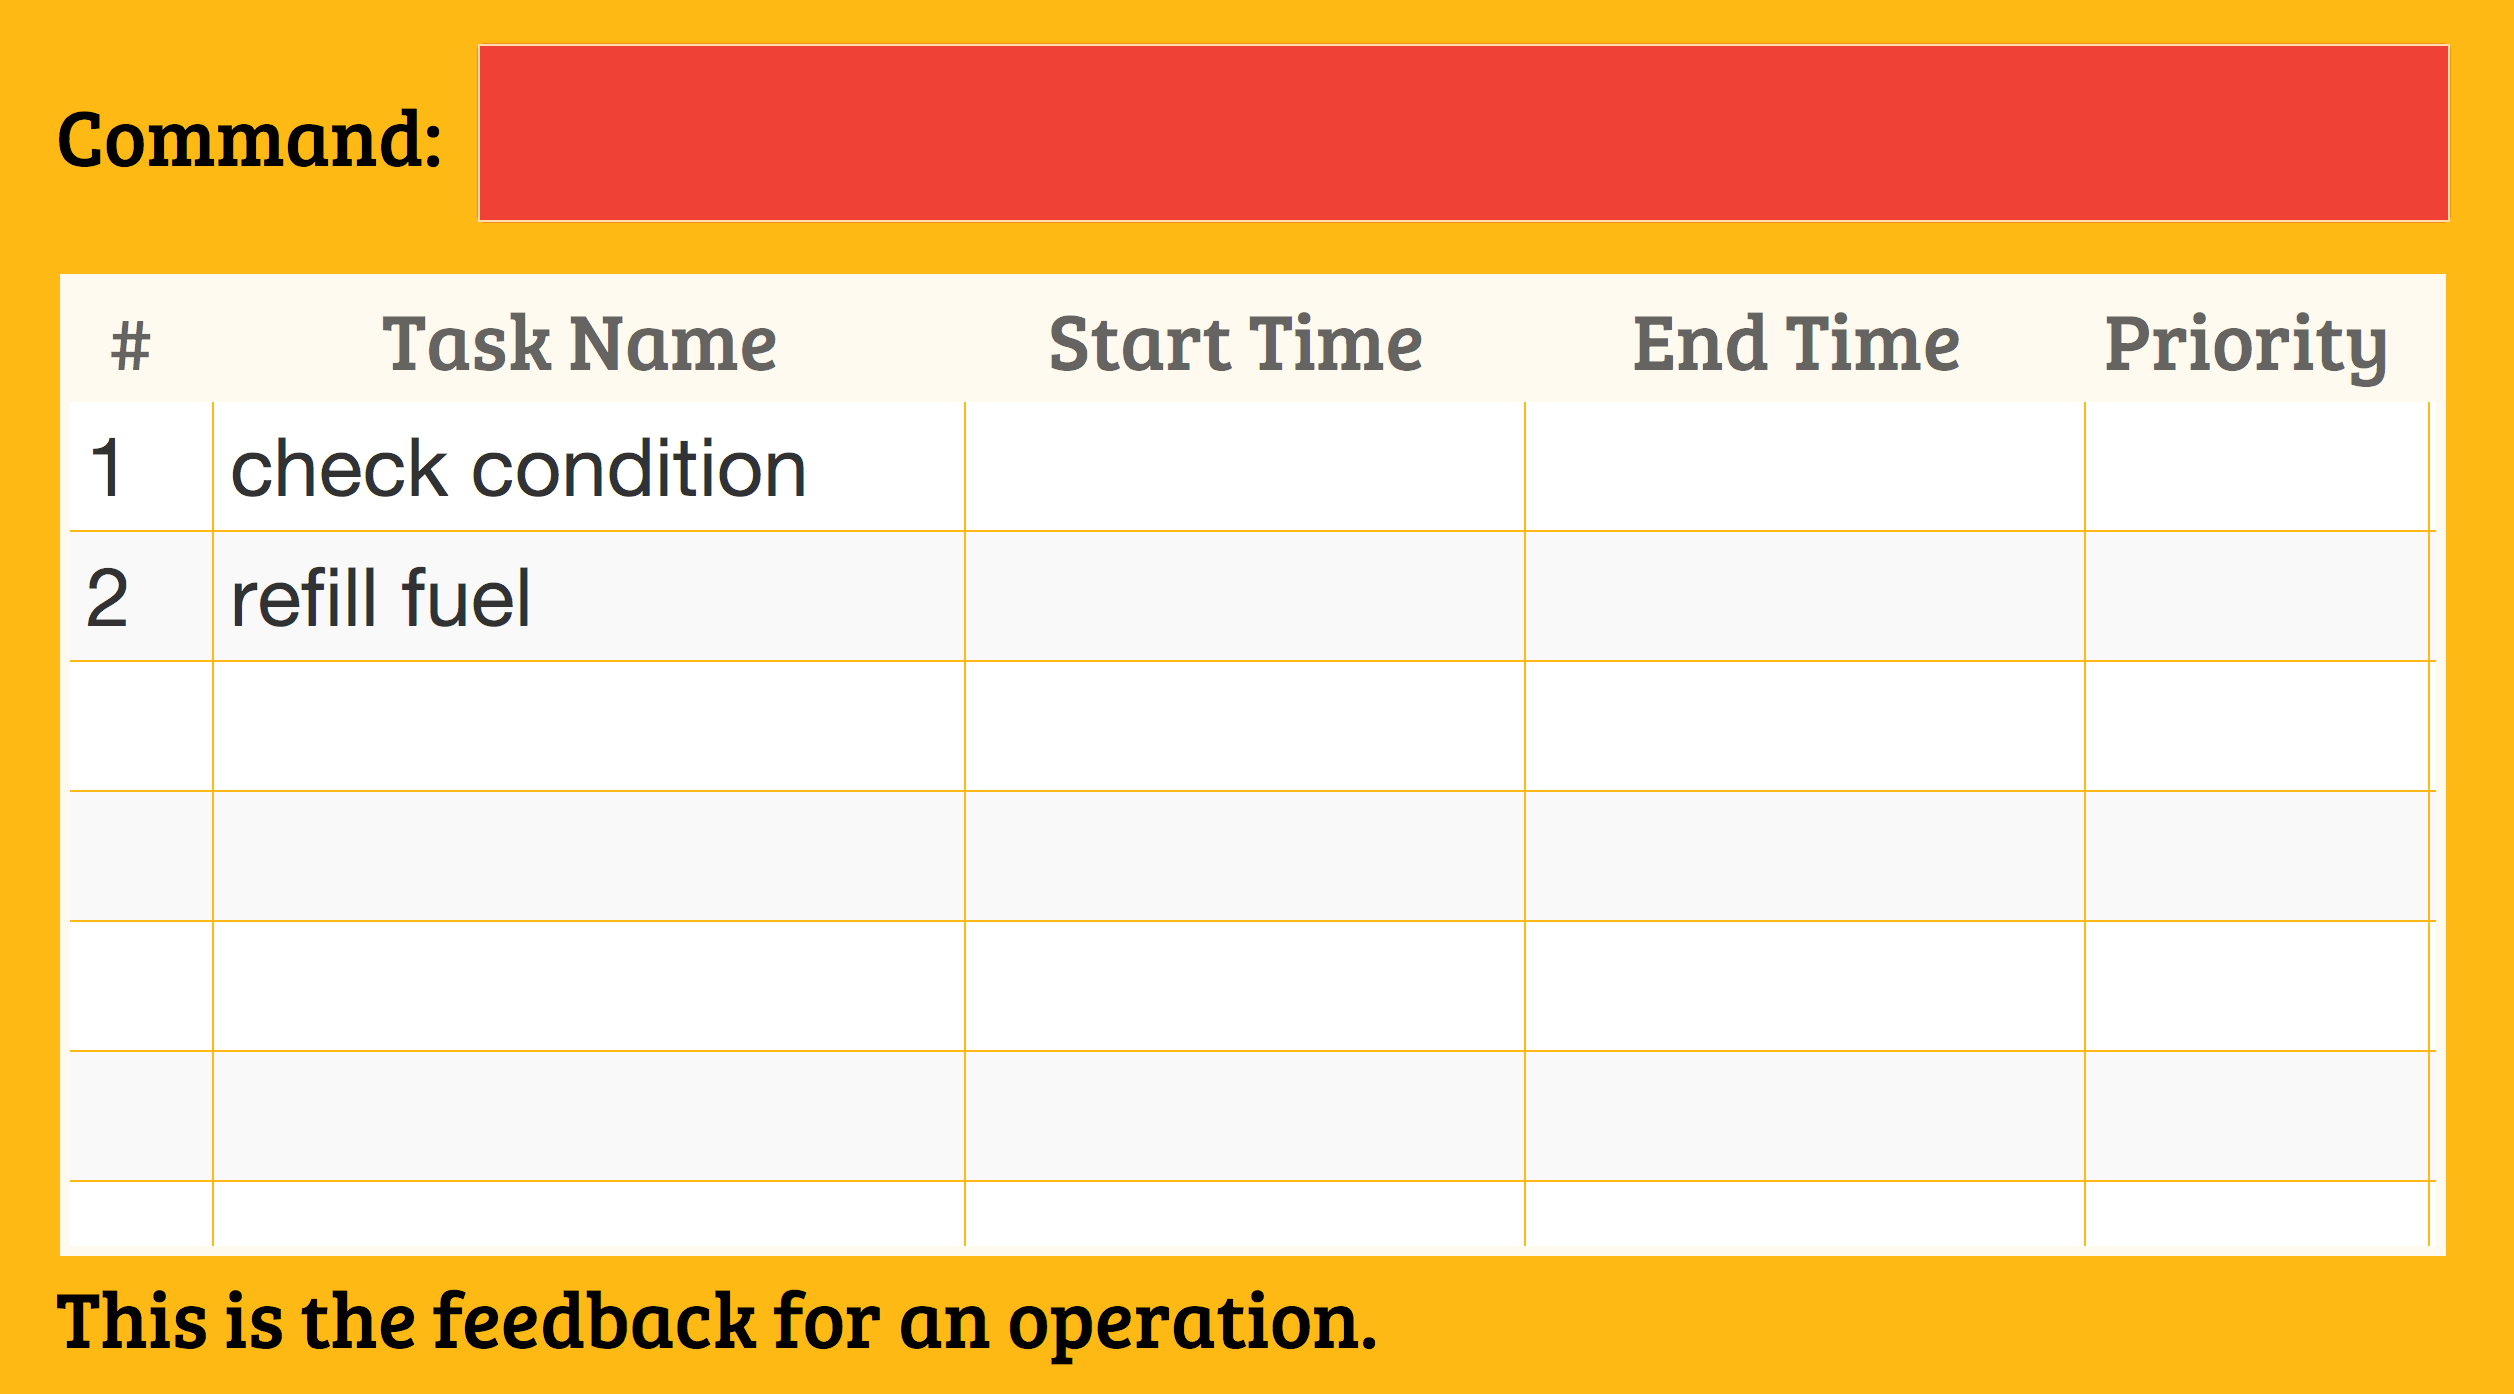 Command:
# Task Name Start Time End Time Priority
1 check condition
2 refill fuel
This is the feedback for an operation.